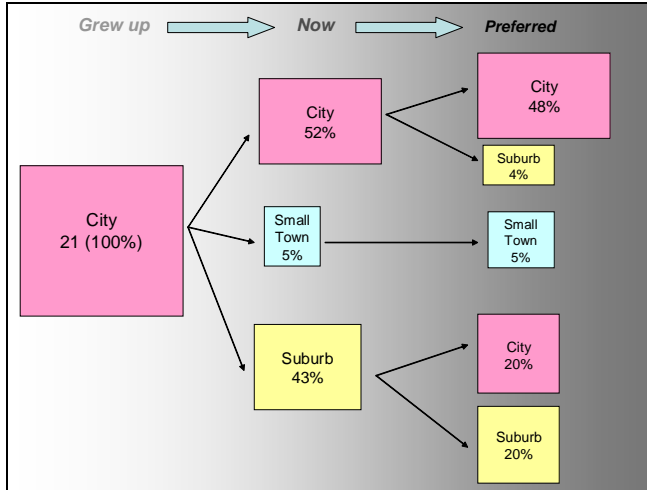 Grew up
Now
Preferred
City
21 (100%)
City
52%
Small
Town
5%
Suburb
43%
City
48%
Suburb
4%
Small
Town
5%
City
20%
Suburb
20%